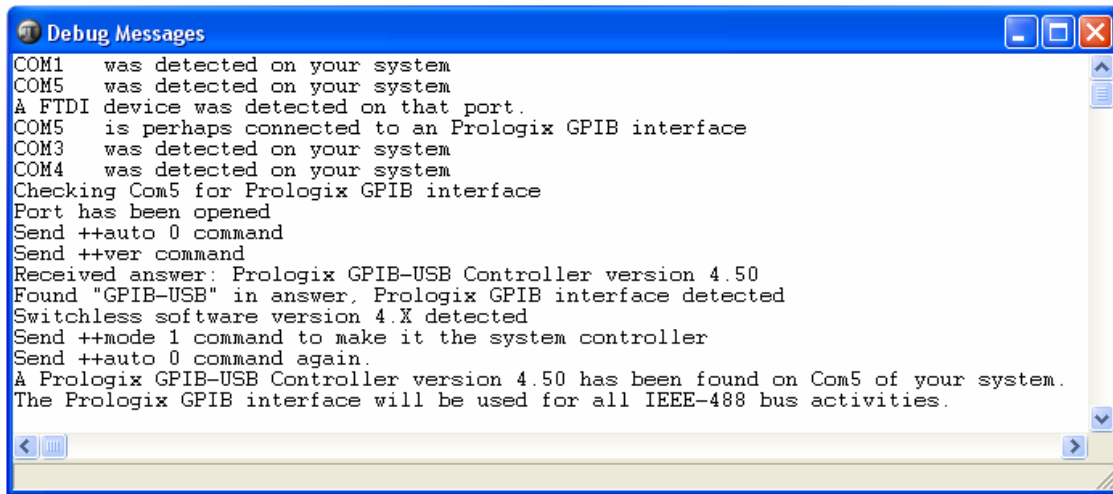 Debug Messages
COM1 was detected on your system
COM5 was detected on your system
A FTDI device was detected on that port.
COM5 is perhaps connected to an Prologix GPIB interface
COM3 was detected on your system
COM4 was detected on your system
Checking Com5 for Prologix GPIB interface
Port has been opened
Send ++auto 0 command
Send ++ver command
Received answer: Prologix GPIB-USB Controller version 4.50
Found "GPIB-USB" in answer, Prologix GPIB interface detected
Switchless software version 4.X detected
Send ++mode 1 command to make it the system controller
Send ++auto 0 command again.
A Prologix GPIB-USB Controller version 4.50 has been found on Com5 of your system.
The Prologix GPIB interface will be used for all IEEE-488 bus activities.